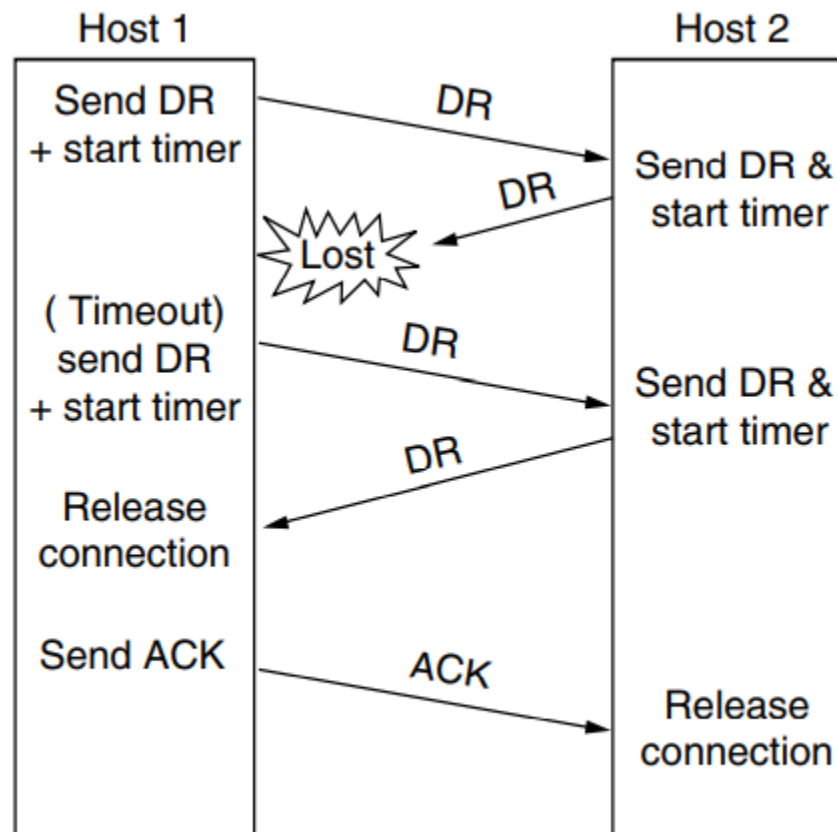 Host 1
Host 2
Send DR
+ start timer
DR
Send DR &
start timer
DR
Lost
( Timeout)
send DR
+ start timer
DR
Send DR &
start timer
DR
Release
connection
Send ACK
ACK
Release
connection